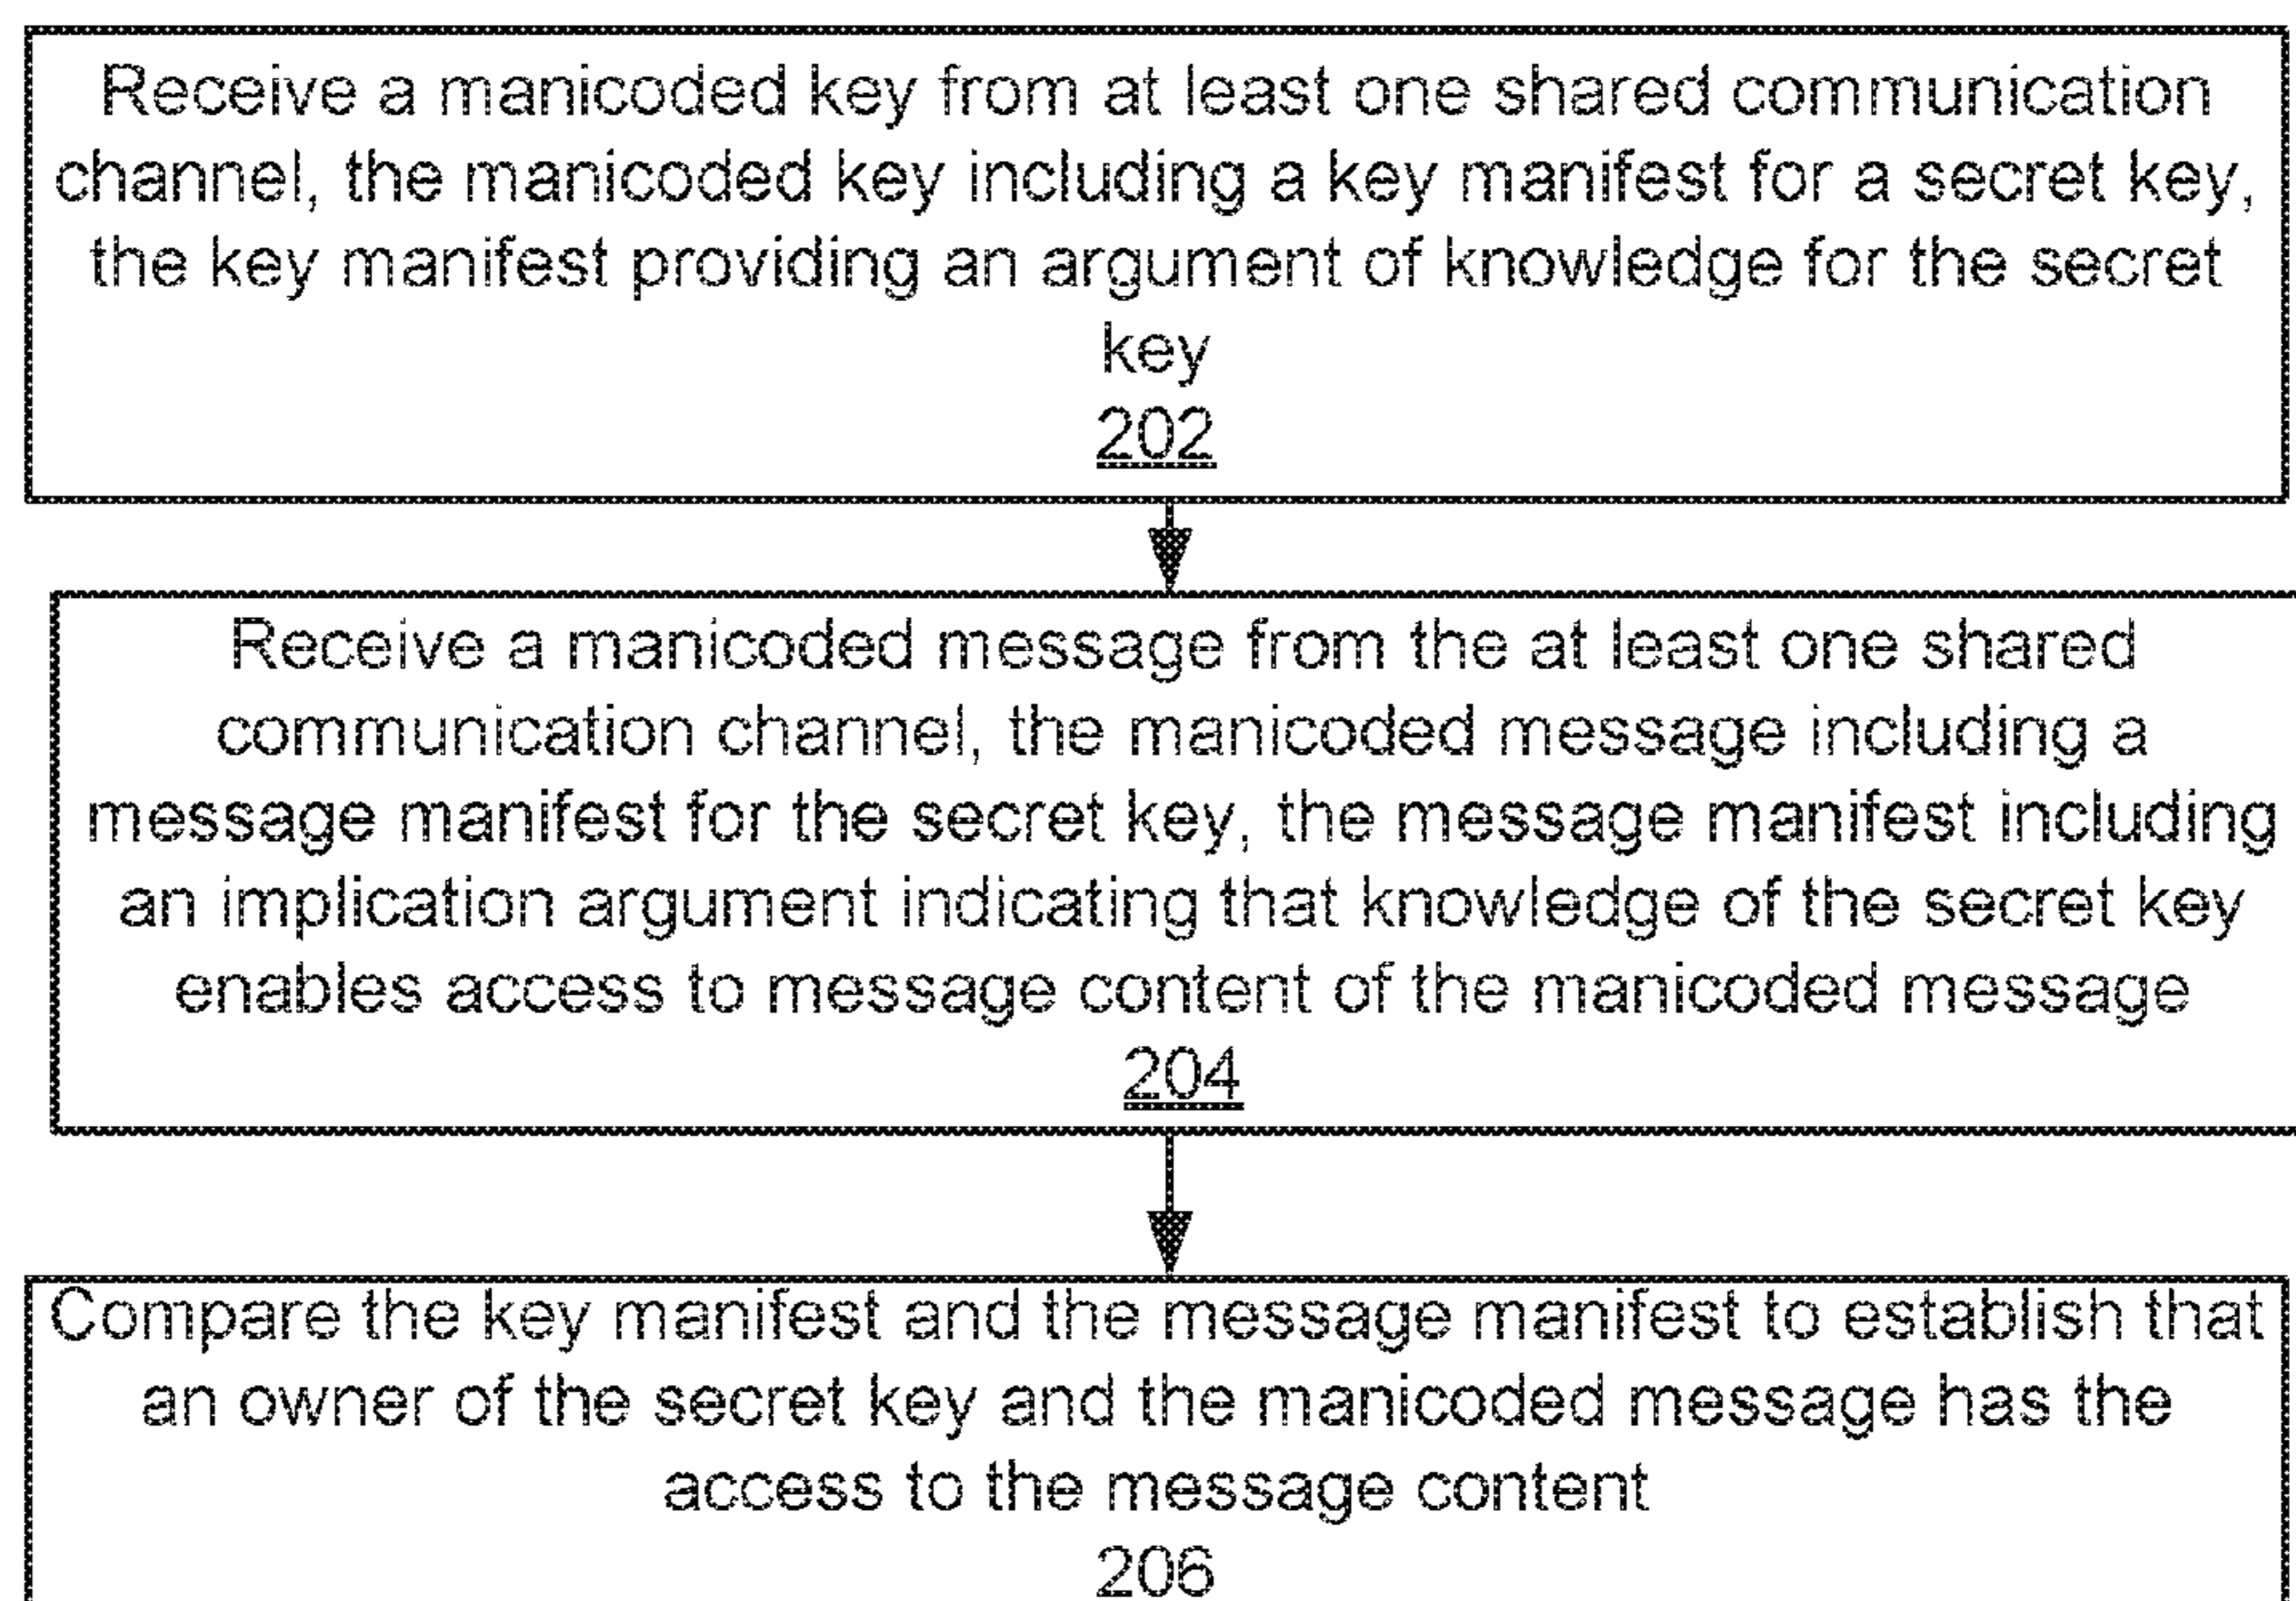 Receive a manicoded key from at least one shared communication
channel, the manicoded key including a key manifest for a secret key,
the key manifest providing an argument of knowledge for the secret
key
202
Receive a manicoded message from the at least one shared
communication channel, the manicoded message including a
message manifest for the secret key, the message manifest including
an implication argument indicating that knowledge of the secret key
enables access to message content of the manicoded message
204
Compare the key manifest and the message manifest to establish that
an owner of the secret key and the manicoded message has the
access to the message content
206